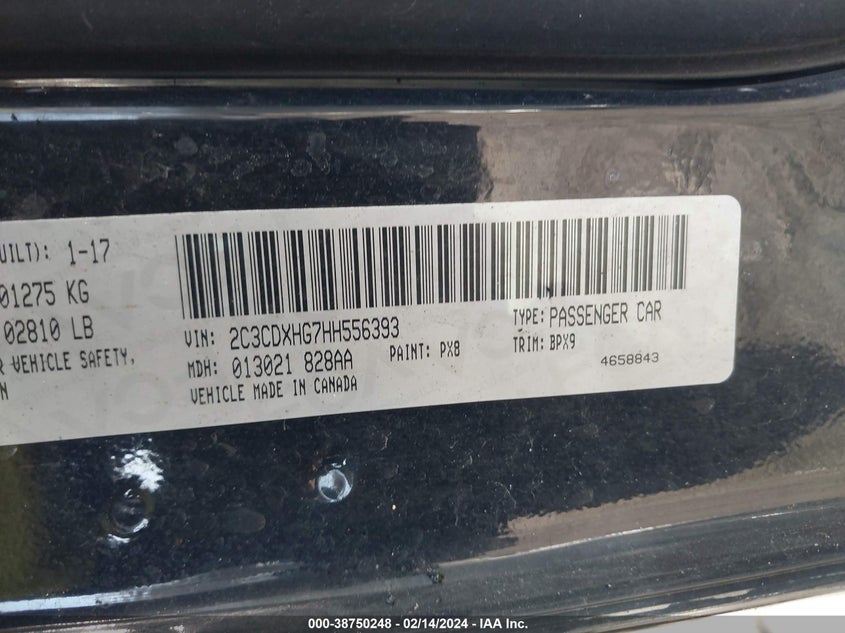 UILT): 1-17
01275 KG
02810 LB
R VEHICLE SAFETY,
N
VIN: 2C3CDXHG7HH556393
MDH: 013021 828AA
VEHICLE MADE IN CANADA
PAINT: PX8
TYPE: PASSENGER CAR
TRIM: BPX9
4658843
000-38750248 - 02/14/2024 - IAA Inc.